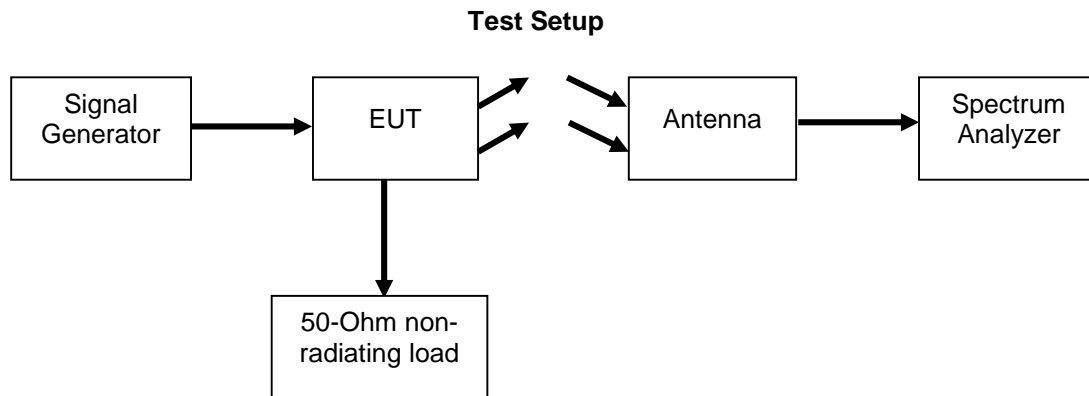 Test Setup
Signal
Generator
EUT
Antenna
Spectrum
Analyzer
50-Ohm non-
radiating load